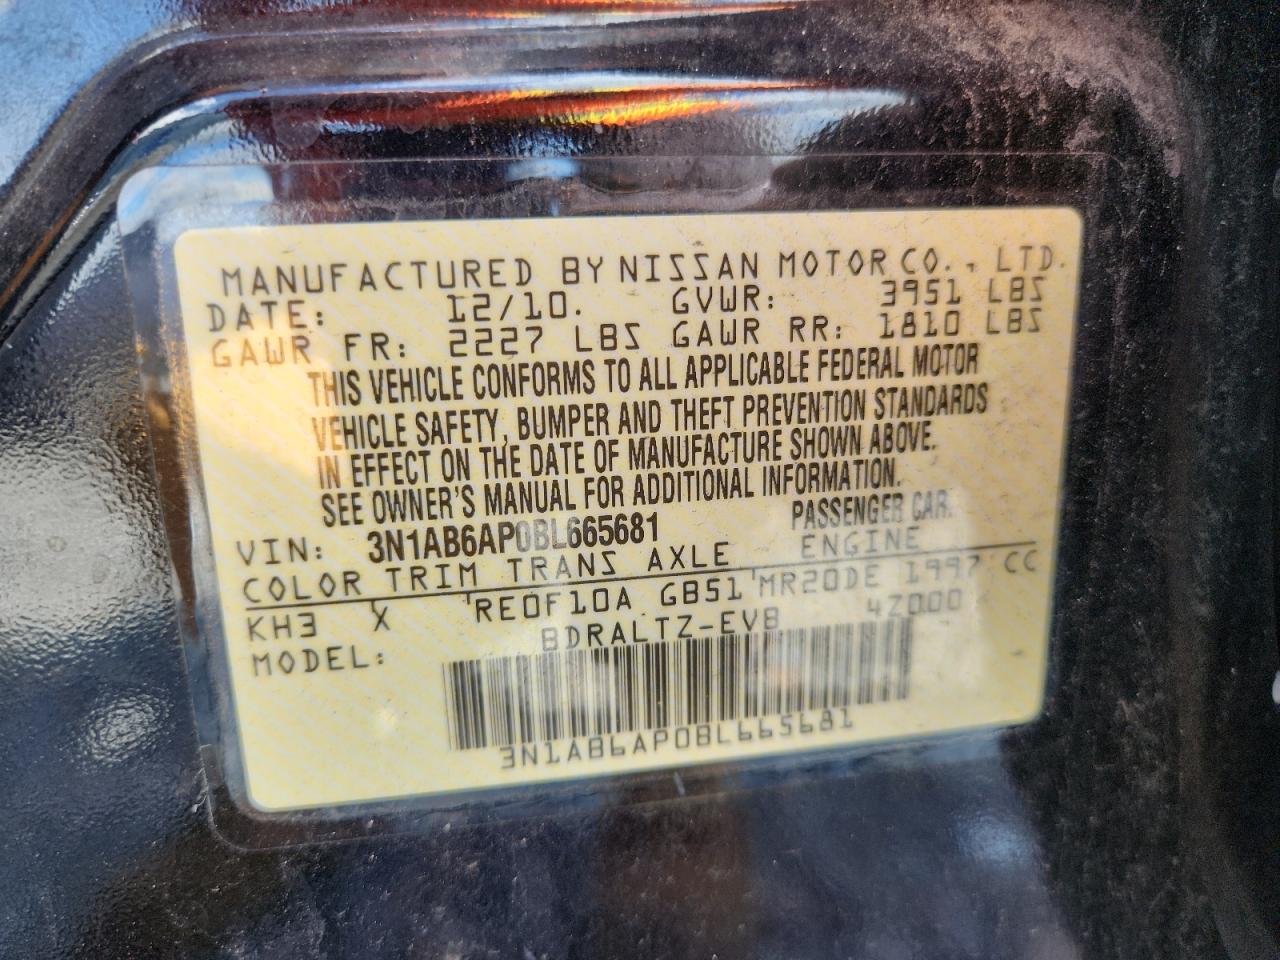 MANUFACTURED BY NISSAN MOTOR CO., LTD.
DATE: 12/10. GVWR: 3951 LBS
GAWR FR: 2227 LBS GAWR RR: 1810 LBS
THIS VEHICLE CONFORMS TO ALL APPLICABLE FEDERAL MOTOR
VEHICLE SAFETY, BUMPER AND THEFT PREVENTION STANDARDS
IN EFFECT ON THE DATE OF MANUFACTURE SHOWN ABOVE.
SEE OWNER'S MANUAL FOR ADDITIONAL INFORMATION.
VIN: 3N1AB6AP0BL665681 PASSENGER CAR.
COLOR TRIM TRANS AXLE ENGINE
KH3 X 'RE0F10A GB51 'MR20DE 1997 CC
MODEL: BDRALTZ-EVB 4Z000
3N1AB6AP0BL665681